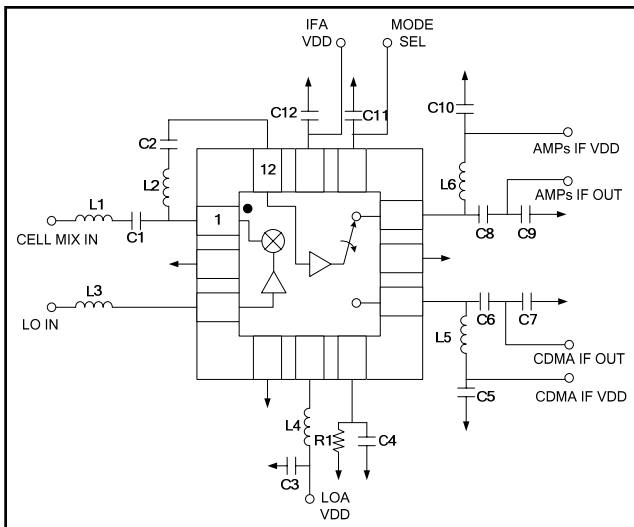 IFA VDD
MODE SEL
C12
C11
C10
C2
AMPs IF VDD
12
L2
L6
AMPs IF OUT
L1
1
C1
C8
C9
CELL MIX IN
L3
LO IN
C6
C7
L5
CDMA IF OUT
C5
CDMA IF VDD
L4
R1
C4
C3
LOA VDD